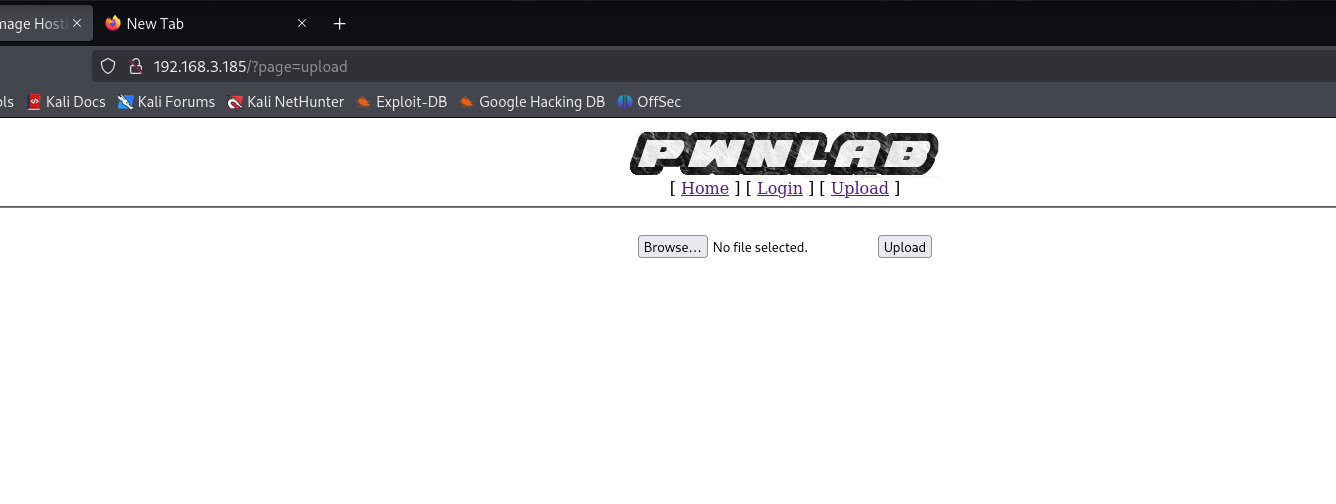 mage Hosti
New Tab
192.168.3.185/?page=upload
ols Kali Docs Kali Forums Kali NetHunter Exploit-DB Google Hacking DB OffSec
PWNLAB
[ Home ] [ Login ] [ Upload ]
Browse... No file selected. Upload